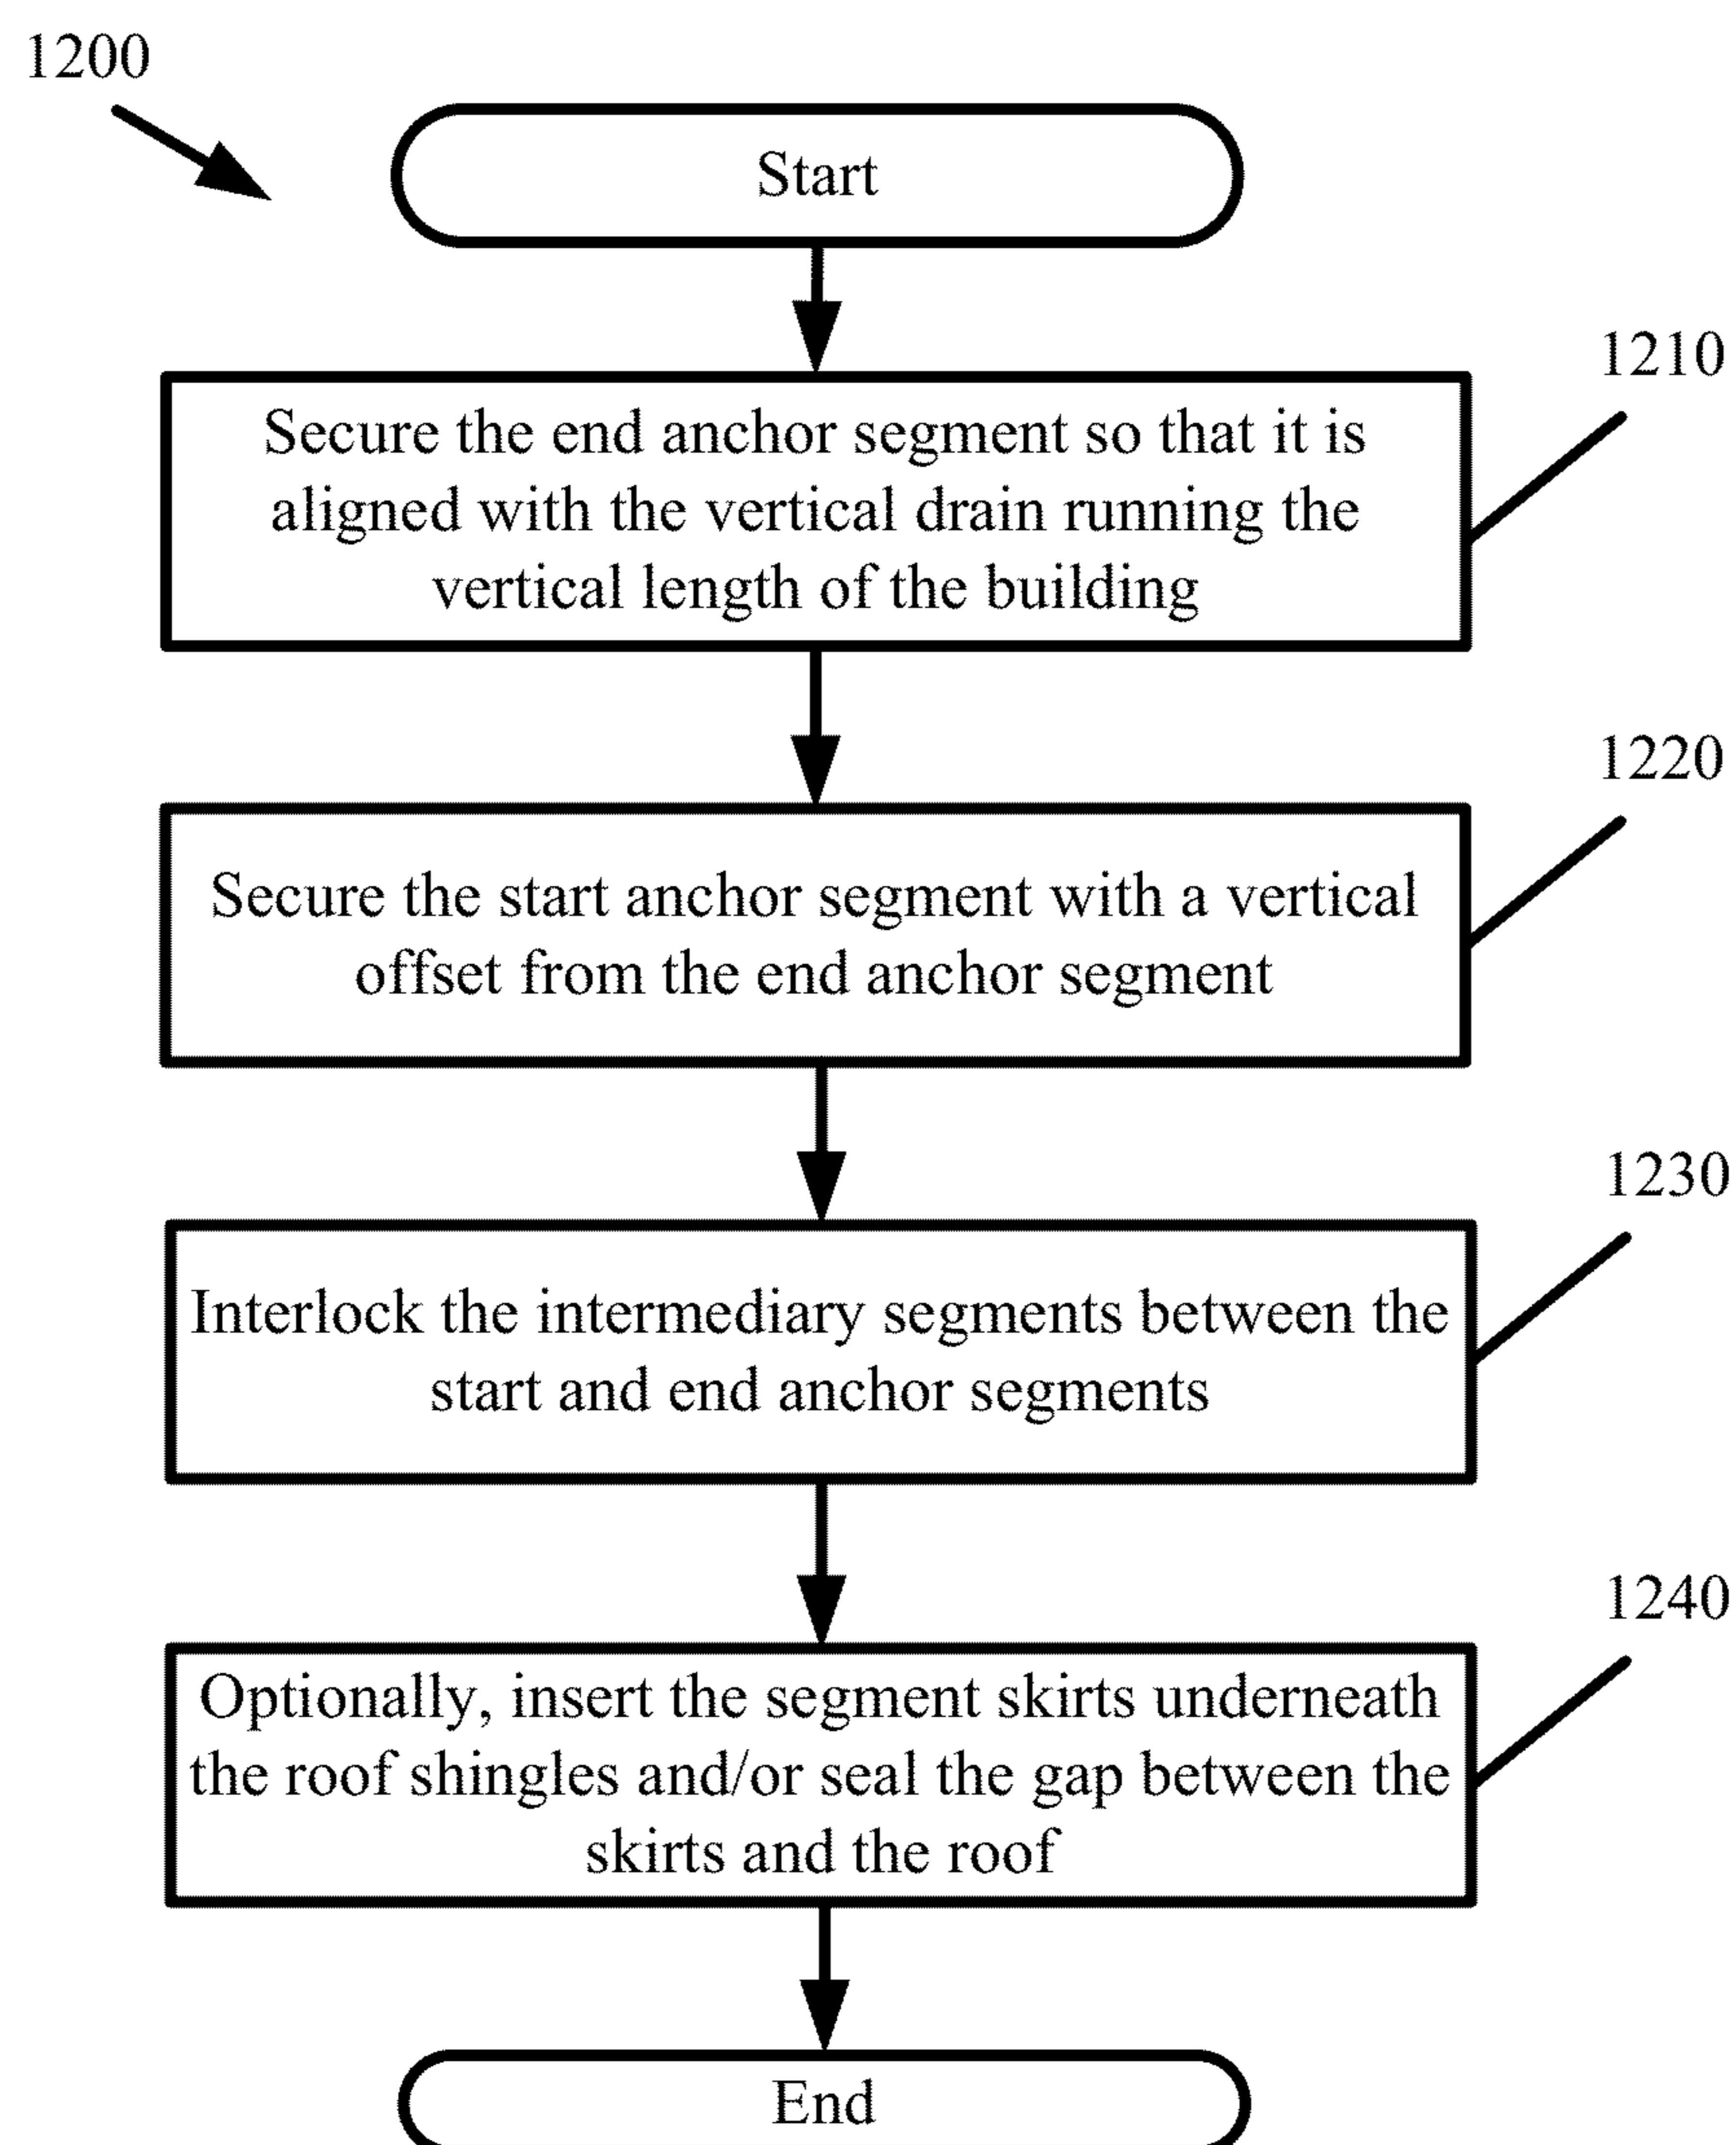 1200
Start
1210
Secure the end anchor segment so that it is
aligned with the vertical drain running the
vertical length of the building
1220
Secure the start anchor segment with a vertical
offset from the end anchor segment
1230
Interlock the intermediary segments between the
start and end anchor segments
1240
Optionally, insert the segment skirts underneath
the roof shingles and/or seal the gap between the
skirts and the roof
End